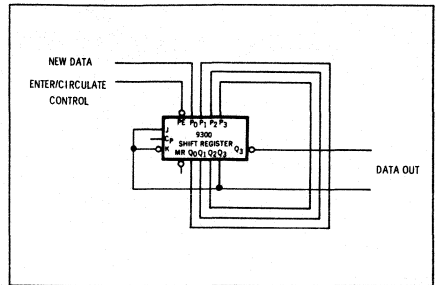 NEW DATA
ENTER/CIRCULATE
CONTROL
PE P0 P1 P2 P3
J
9300
CP
SHIFT REGISTER
K
Q3
MR Q0 Q1 Q2 Q3
DATA OUT